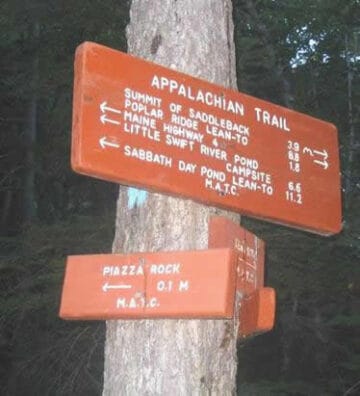 APPALACHIAN TRAIL
SUMMIT OF SADDLEBACK 3.9 M
POPLAR RIDGE LEAN-TO 8.8
MAINE HIGHWAY 4 1.8
LITTLE SWIFT RIVER POND
CAMPSITE 6.6
SABBATH DAY POND LEAN-TO 11.2
M.A.T.C.
PIAZZA ROCK
0.1 M
M.A.T.C.